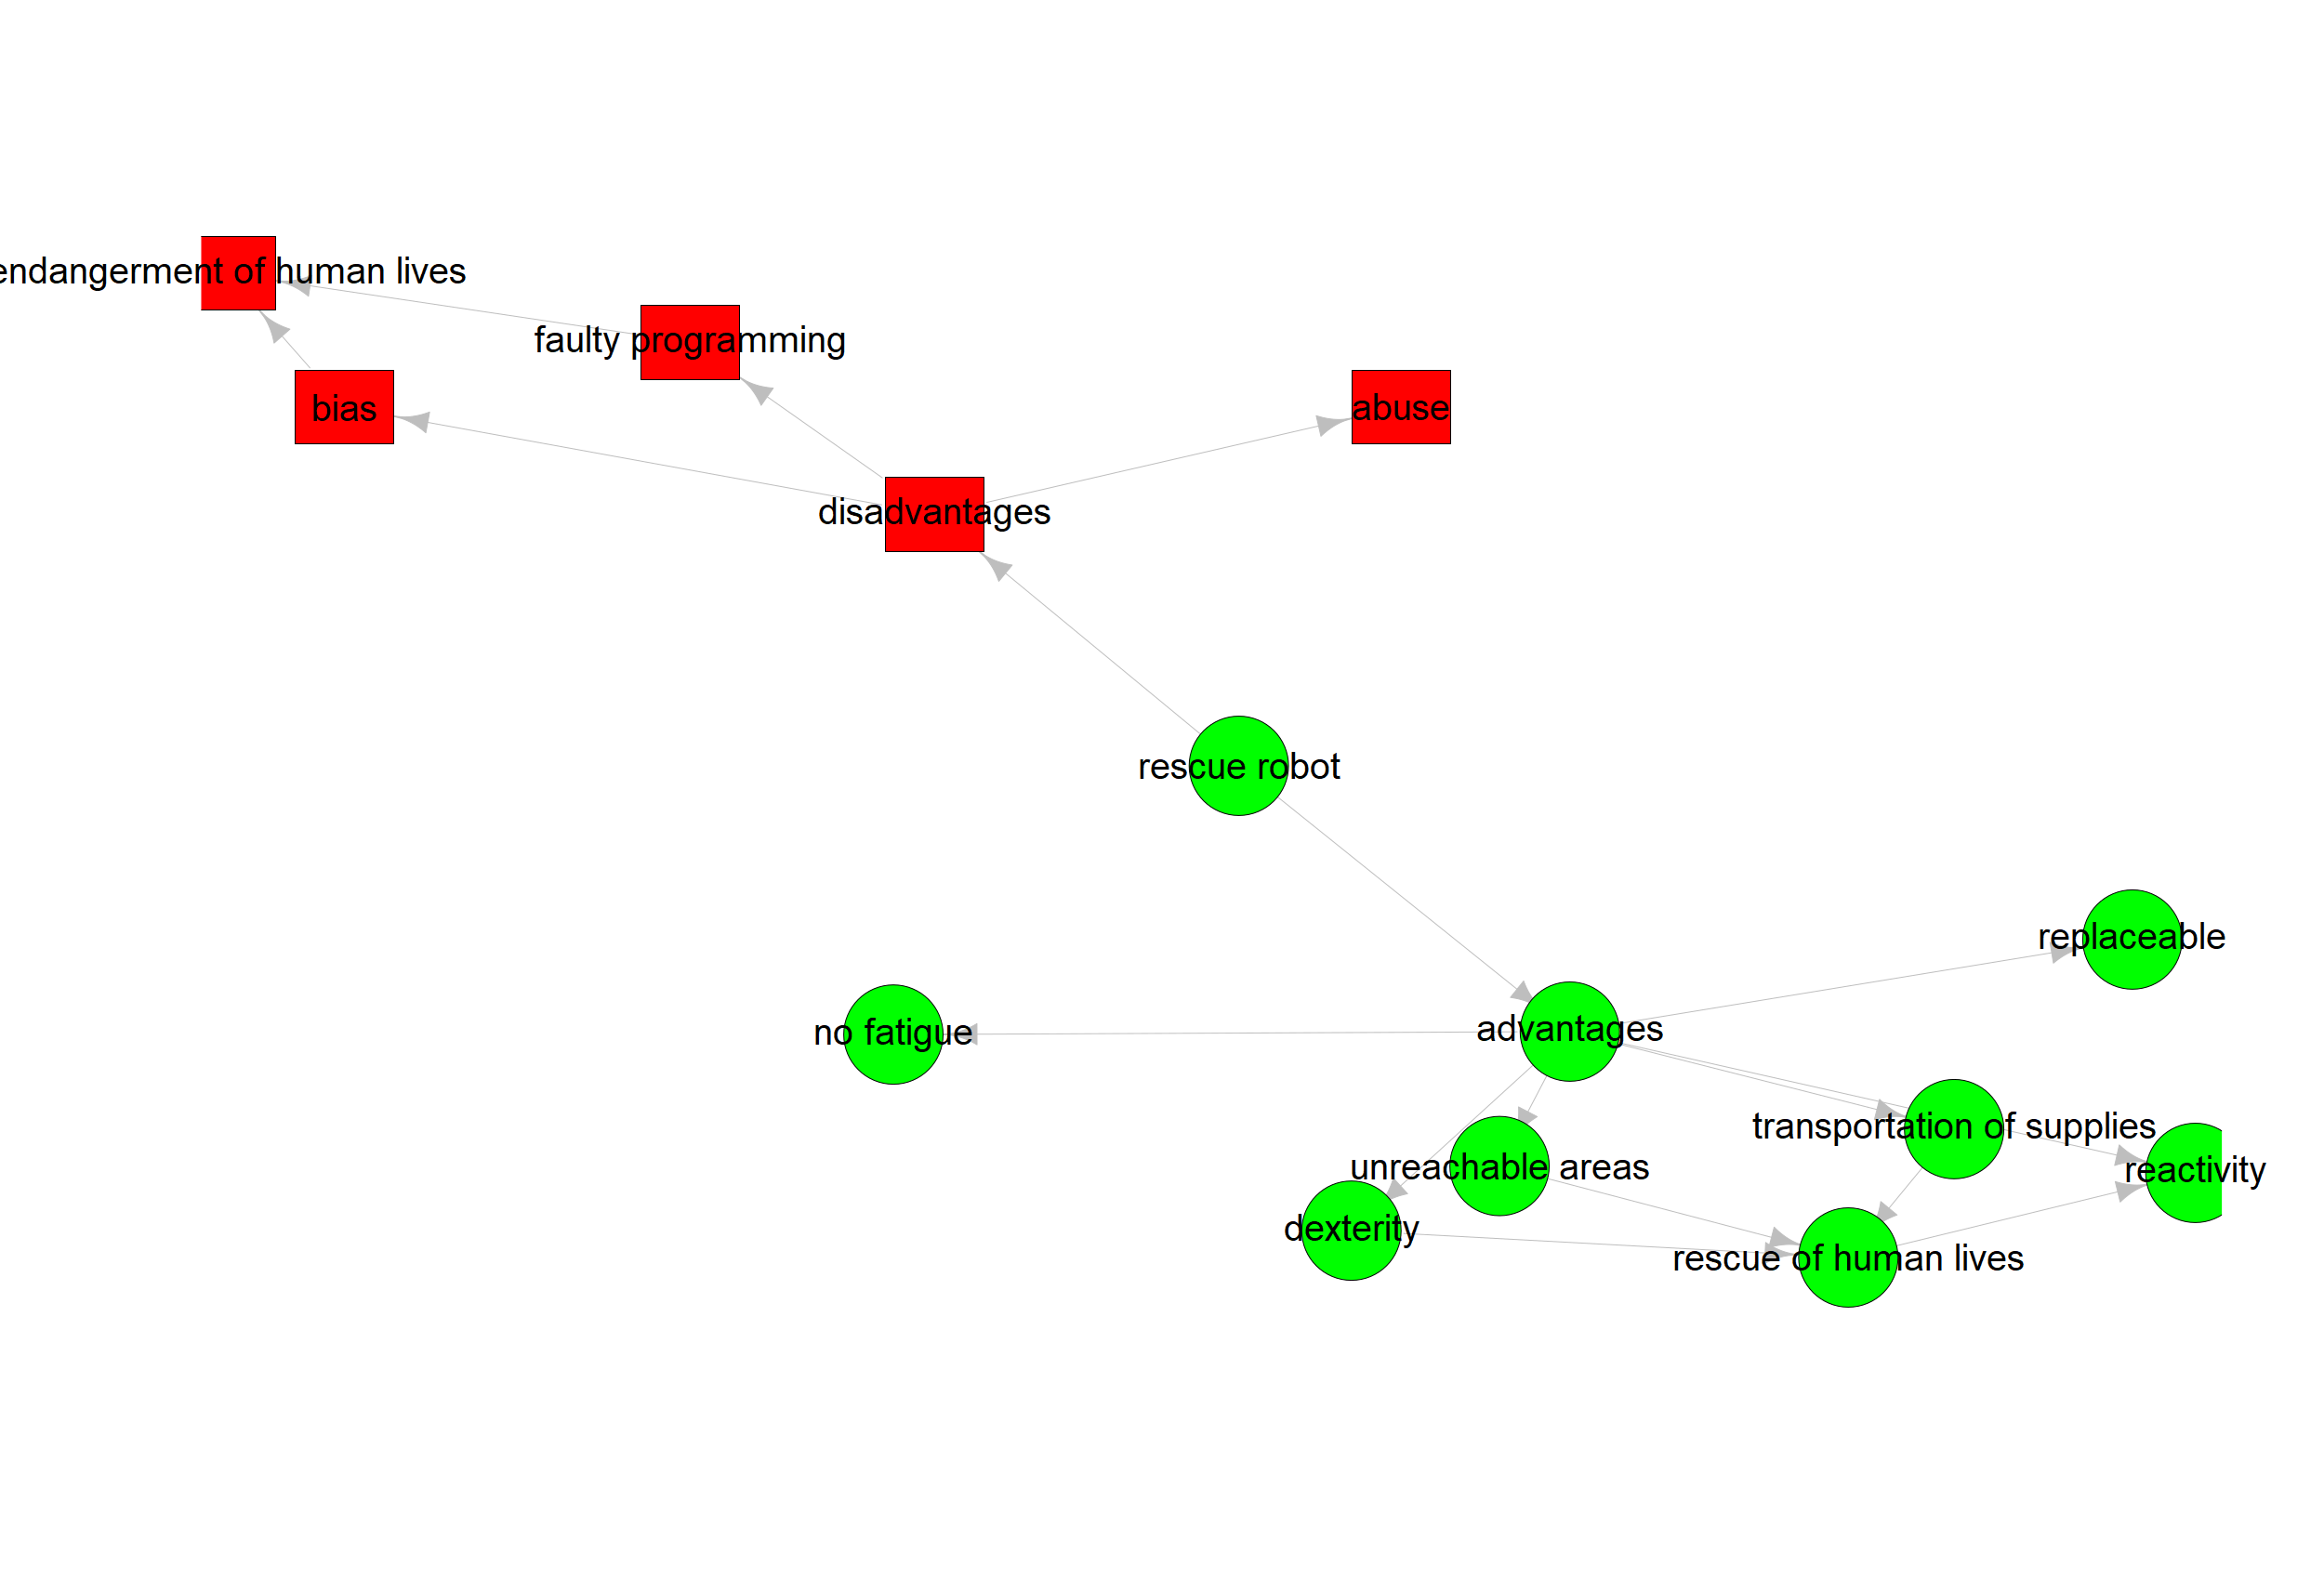 endangerment of human lives
faulty programming
bias
abuse
disadvantages
rescue robot
replaceable
no fatigue
advantages
transportation of supplies
unreachable areas
reactivity
dexterity
rescue of human lives